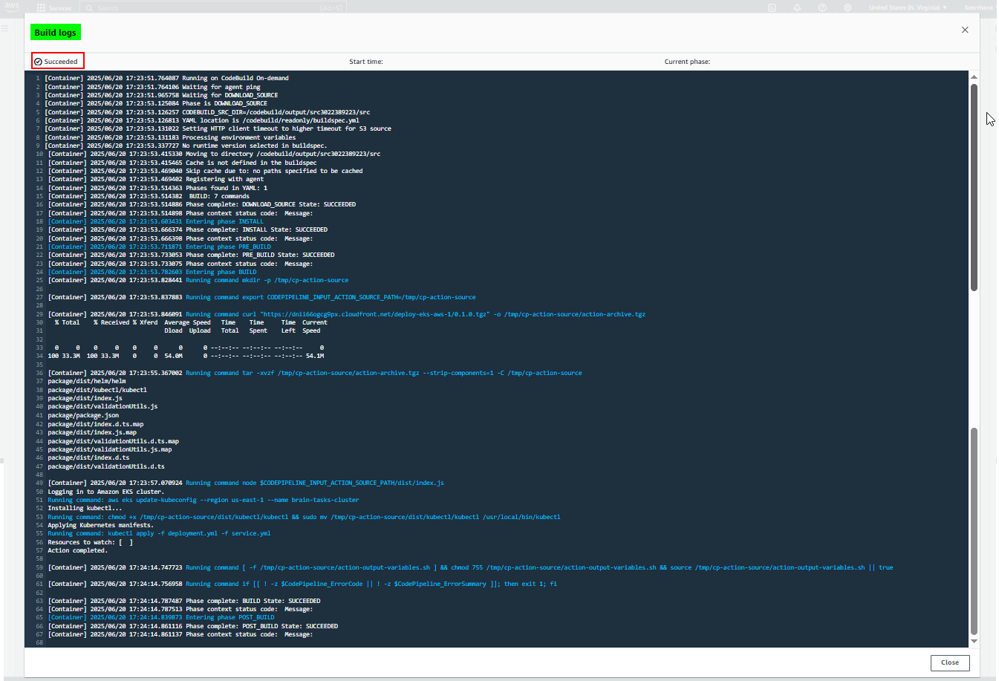 aws
Services
Search
[Alt+S]
United States (N. Virginia)
Keerthana
Build logs
Succeeded
Start time:
Current phase:
1 [Container] 2025/06/20 17:23:51.764087 Running on CodeBuild On-demand
2 [Container] 2025/06/20 17:23:51.764106 Waiting for agent ping
3 [Container] 2025/06/20 17:23:51.965758 Waiting for DOWNLOAD_SOURCE
4 [Container] 2025/06/20 17:23:53.125084 Phase is DOWNLOAD_SOURCE
5 [Container] 2025/06/20 17:23:53.126257 CODEBUILD_SRC_DIR=/codebuild/output/src3022389223/src
6 [Container] 2025/06/20 17:23:53.126813 YAML location is /codebuild/readonly/buildspec.yml
7 [Container] 2025/06/20 17:23:53.131022 Setting HTTP client timeout to higher timeout for S3 source
8 [Container] 2025/06/20 17:23:53.131183 Processing environment variables
9 [Container] 2025/06/20 17:23:53.337727 No runtime version selected in buildspec.
10 [Container] 2025/06/20 17:23:53.415330 Moving to directory /codebuild/output/src3022389223/src
11 [Container] 2025/06/20 17:23:53.415465 Cache is not defined in the buildspec
12 [Container] 2025/06/20 17:23:53.469040 Skip cache due to: no paths specified to be cached
13 [Container] 2025/06/20 17:23:53.469402 Registering with agent
14 [Container] 2025/06/20 17:23:53.514363 Phases found in YAML: 1
15 [Container] 2025/06/20 17:23:53.514382  BUILD: 7 commands
16 [Container] 2025/06/20 17:23:53.514886 Phase complete: DOWNLOAD_SOURCE State: SUCCEEDED
17 [Container] 2025/06/20 17:23:53.514898 Phase context status code:  Message:
18 [Container] 2025/06/20 17:23:53.603431 Entering phase INSTALL
19 [Container] 2025/06/20 17:23:53.666374 Phase complete: INSTALL State: SUCCEEDED
20 [Container] 2025/06/20 17:23:53.666398 Phase context status code:  Message:
21 [Container] 2025/06/20 17:23:53.711871 Entering phase PRE_BUILD
22 [Container] 2025/06/20 17:23:53.733053 Phase complete: PRE_BUILD State: SUCCEEDED
23 [Container] 2025/06/20 17:23:53.733075 Phase context status code:  Message:
24 [Container] 2025/06/20 17:23:53.782603 Entering phase BUILD
25 [Container] 2025/06/20 17:23:53.828441 Running command mkdir -p /tmp/cp-action-source
26
27 [Container] 2025/06/20 17:23:53.837883 Running command export CODEPIPELINE_INPUT_ACTION_SOURCE_PATH=/tmp/cp-action-source
28
29 [Container] 2025/06/20 17:23:53.846091 Running command curl "https://dnli66ogcg9px.cloudfront.net/deploy-eks-aws-1/0.1.0.tgz" -o /tmp/cp-action-source/action-archive.tgz
30   % Total    % Received % Xferd  Average Speed   Time    Time     Time  Current
31                                  Dload  Upload   Total   Spent    Left  Speed
32
33   0     0    0     0    0     0      0      0 --:--:-- --:--:-- --:--:--     0
34 100 33.3M  100 33.3M    0     0  54.0M      0 --:--:-- --:--:-- --:--:-- 54.1M
35
36 [Container] 2025/06/20 17:23:55.367002 Running command tar -xvzf /tmp/cp-action-source/action-archive.tgz --strip-components=1 -C /tmp/cp-action-source
37 package/dist/helm/helm
38 package/dist/kubectl/kubectl
39 package/dist/index.js
40 package/dist/validationUtils.js
41 package/package.json
42 package/dist/index.d.ts.map
43 package/dist/index.js.map
44 package/dist/validationUtils.d.ts.map
45 package/dist/validationUtils.js.map
46 package/dist/index.d.ts
47 package/dist/validationUtils.d.ts
48
49 [Container] 2025/06/20 17:23:57.070924 Running command node $CODEPIPELINE_INPUT_ACTION_SOURCE_PATH/dist/index.js
50 Logging in to Amazon EKS cluster.
51 Running command: aws eks update-kubeconfig --region us-east-1 --name brain-tasks-cluster
52 Installing kubectl...
53 Running command: chmod +x /tmp/cp-action-source/dist/kubectl/kubectl && sudo mv /tmp/cp-action-source/dist/kubectl/kubectl /usr/local/bin/kubectl
54 Applying Kubernetes manifests.
55 Running command: kubectl apply -f deployment.yml -f service.yml
56 Resources to watch: [  ]
57 Action completed.
58
59 [Container] 2025/06/20 17:24:14.747723 Running command [ -f /tmp/cp-action-source/action-output-variables.sh ] && chmod 755 /tmp/cp-action-source/action-output-variables.sh && source /tmp/cp-action-source/action-output-variables.sh || true
60
61 [Container] 2025/06/20 17:24:14.756958 Running command if [[ ! -z $CodePipeline_ErrorCode || ! -z $CodePipeline_ErrorSummary ]]; then exit 1; fi
62
63 [Container] 2025/06/20 17:24:14.787487 Phase complete: BUILD State: SUCCEEDED
64 [Container] 2025/06/20 17:24:14.787513 Phase context status code:  Message:
65 [Container] 2025/06/20 17:24:14.839873 Entering phase POST_BUILD
66 [Container] 2025/06/20 17:24:14.861116 Phase complete: POST_BUILD State: SUCCEEDED
67 [Container] 2025/06/20 17:24:14.861137 Phase context status code:  Message:
68
Close